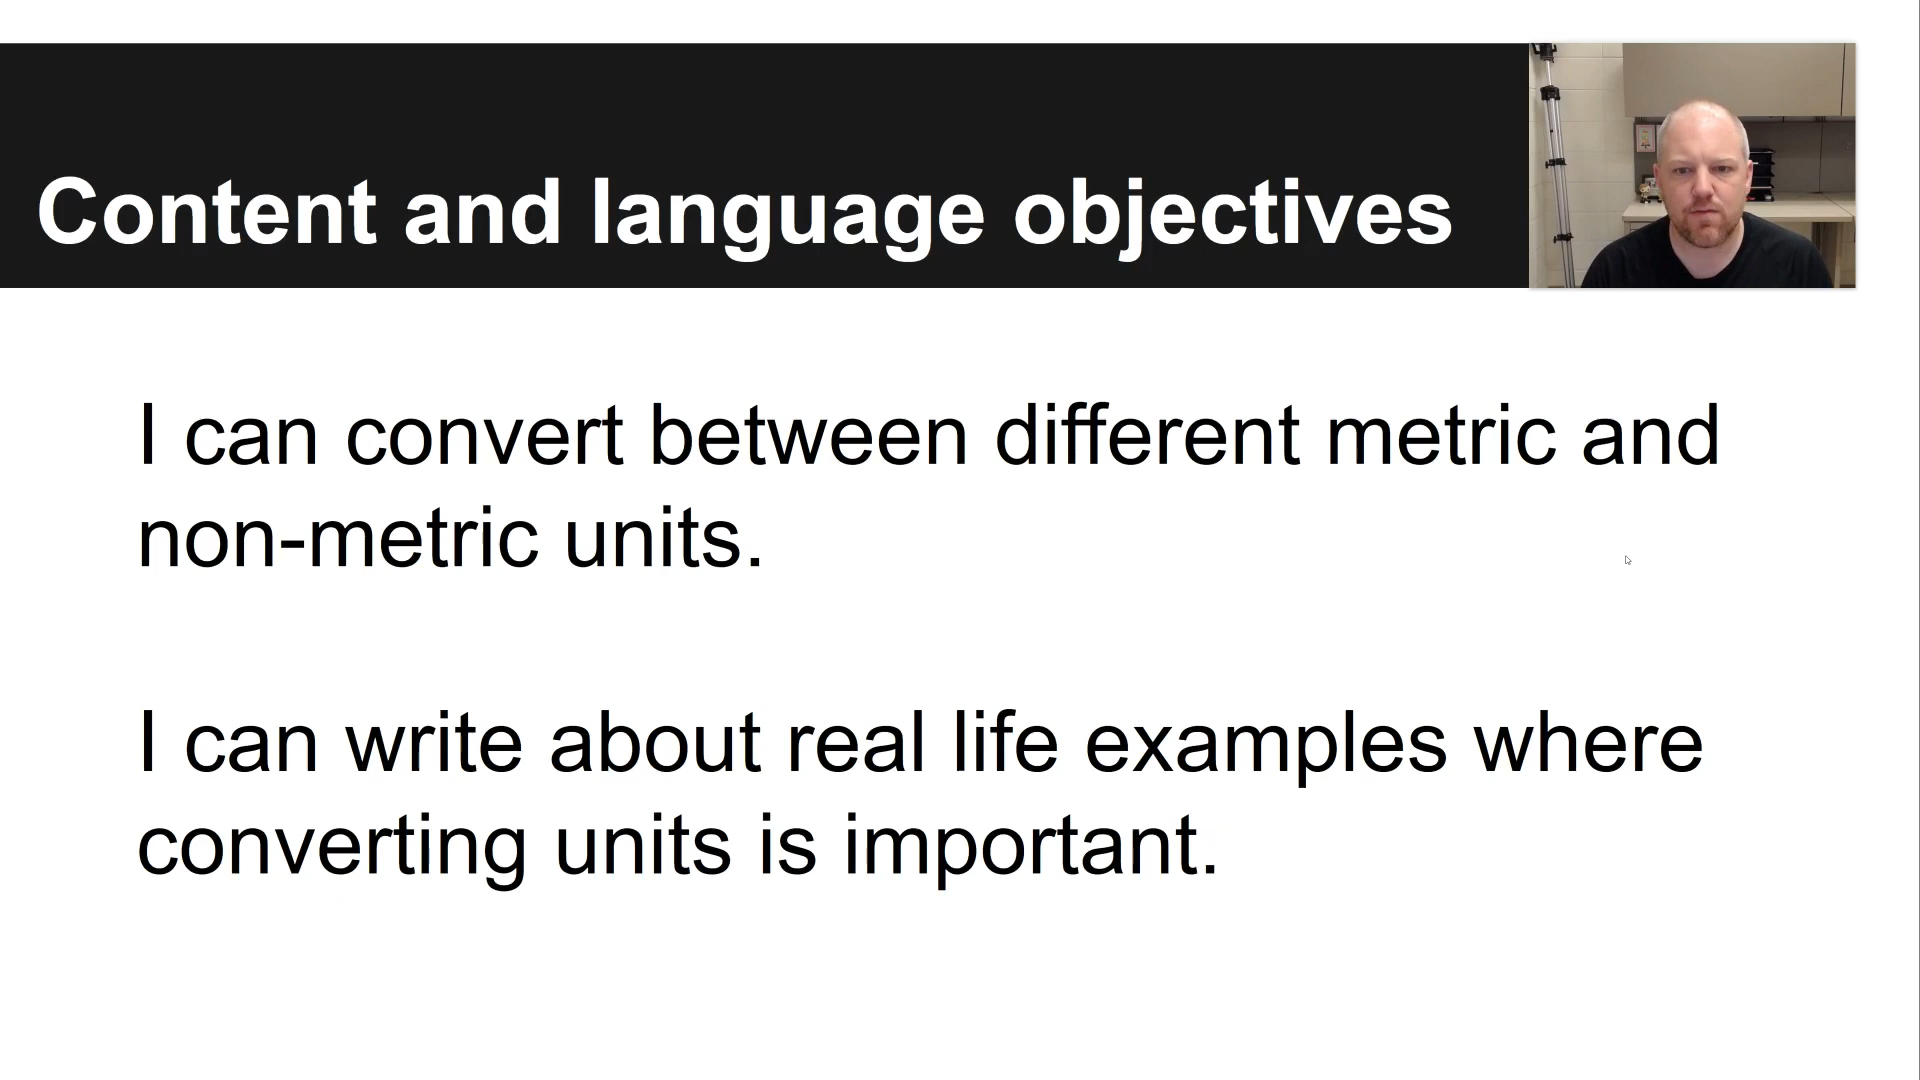 Content and language objectives
I can convert between different metric and
non-metric units.
I can write about real life examples where
converting units is important.